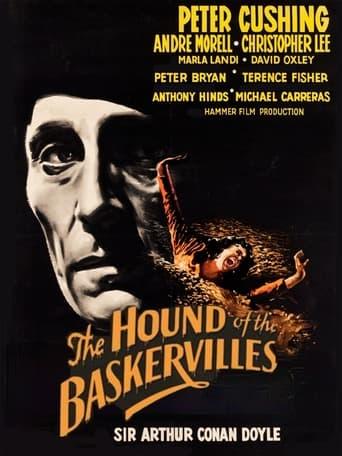 PETER CUSHING
ANDRE MORELL · CHRISTOPHER LEE
MARLA LANDI · DAVID OXLEY
PETER BRYAN · TERENCE FISHER
ANTHONY HINDS · MICHAEL CARRERAS
HAMMER FILM PRODUCTION
The HOUND of the
BASKERVILLES
SIR ARTHUR CONAN DOYLE